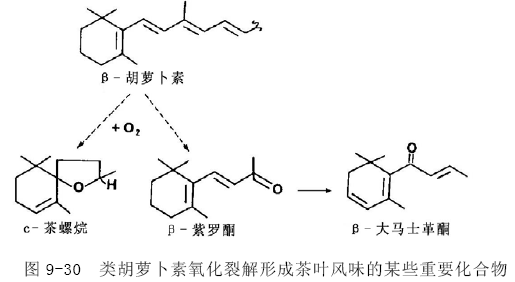 β-胡萝卜素
+O₂
O
H
O
O
c-茶螺烷
β-紫罗酮
β-大马士革酮
图 9-30 类胡萝卜素氧化裂解形成茶叶风味的某些重要化合物